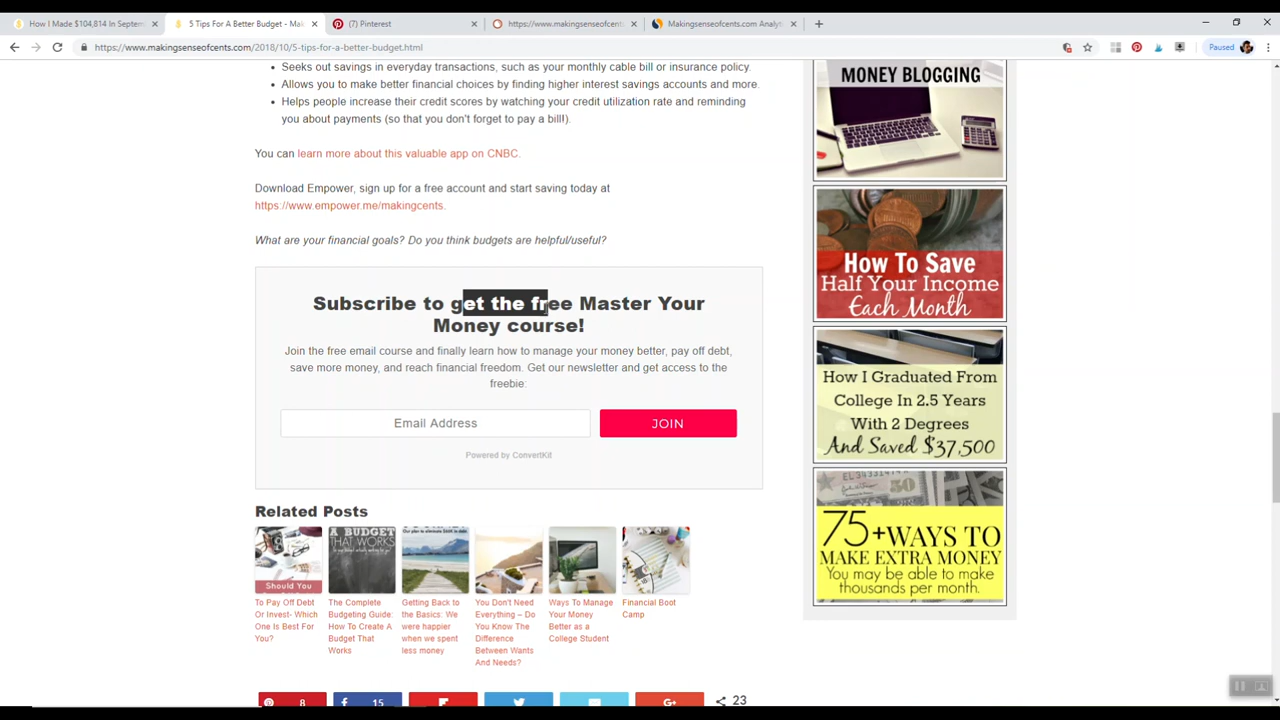 How I Made $104,814 In Septem
5 Tips For A Better Budget - Mak
(7) Pinterest
https://www.makingsenseofcents
Makingsenseofcents.com Analyti
https://www.makingsenseofcents.com/2018/10/5-tips-for-a-better-budget.html
Paused
Seeks out savings in everyday transactions, such as your monthly cable bill or insurance policy.
Allows you to make better financial choices by finding higher interest savings accounts and more.
Helps people increase their credit scores by watching your credit utilization rate and reminding
you about payments (so that you don't forget to pay a bill!).
You can learn more about this valuable app on CNBC.
Download Empower, sign up for a free account and start saving today at
https://www.empower.me/makingcents.
What are your financial goals? Do you think budgets are helpful/useful?
Subscribe to get the free Master Your
Money course!
Join the free email course and finally learn how to manage your money better, pay off debt,
save more money, and reach financial freedom. Get our newsletter and get access to the
freebie:
Email Address
JOIN
Powered by ConvertKit
Related Posts
Should You
A BUDGET
THAT WORKS
To Pay Off Debt
Or Invest- Which
One Is Best For
You?
The Complete
Budgeting Guide:
How To Create A
Budget That
Works
Getting Back to
the Basics: We
were happier
when we spent
less money
You Don't Need
Everything – Do
You Know The
Difference
Between Wants
And Needs?
Ways To Manage
Your Money
Better as a
College Student
Financial Boot
Camp
8
15
G+
23
MONEY BLOGGING
How To Save
Half Your Income
Each Month
How I Graduated From
College In 2.5 Years
With 2 Degrees
And Saved $37,500
75+WAYS TO
MAKE EXTRA MONEY
You may be able to make
thousands per month.